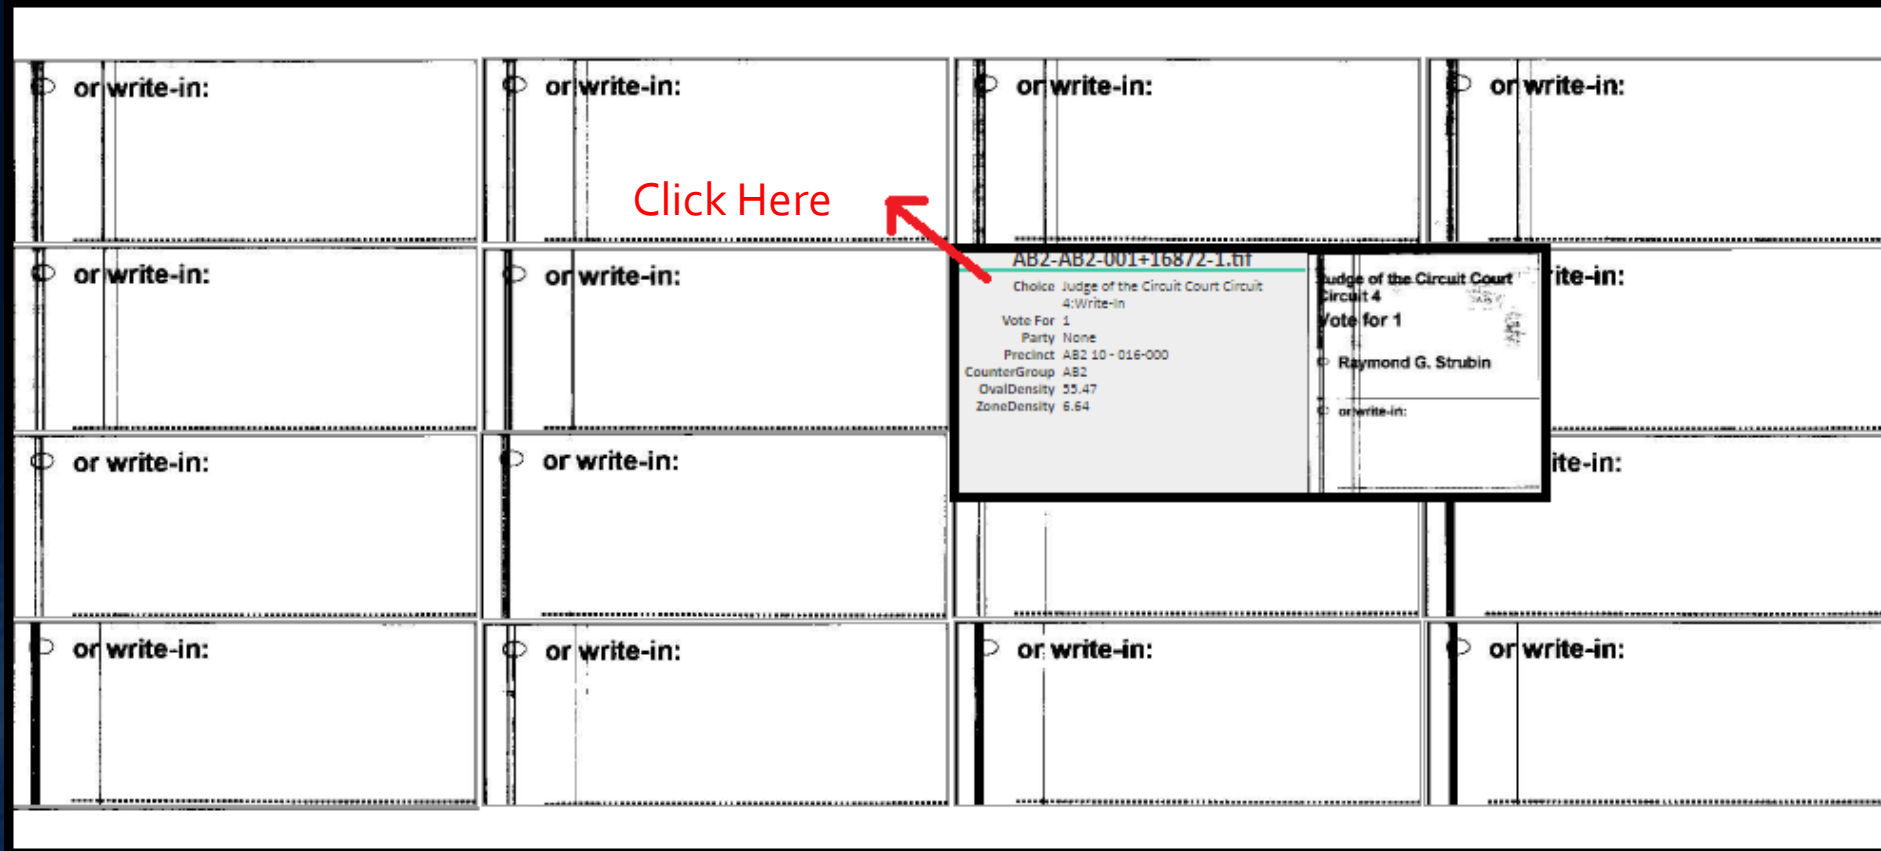 or write-in:
or write-in:
or write-in:
or write-in:
Click Here
or write-in:
or write-in:
AB2-AB2-001+16872-1.tif
Choice Judge of the Circuit Court Circuit
4:Write-in
Vote For 1
Party None
Precinct AB2 10 - 016-000
CounterGroup AB2
OvalDensity 55.47
ZoneDensity 6.64
Judge of the Circuit Court
Circuit 4
Vote for 1
Raymond G. Strubin
or write-in:
ite-in:
or write-in:
or write-in:
ite-in:
or write-in:
or write-in:
or write-in:
or write-in: